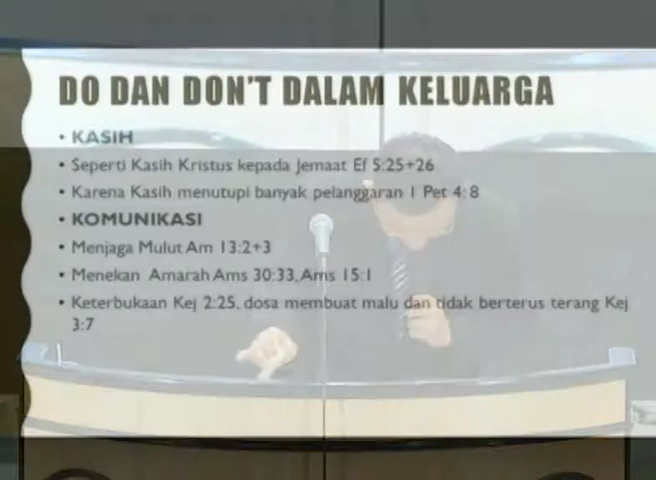 DO DAN DON'T DALAM KELUARGA
• KASIH
• Seperti Kasih Kristus kepada Jemaat Ef 5:25+26
• Karena Kasih menutupi banyak pelanggaran 1 Pet 4:8
• KOMUNIKASI
• Menjaga Mulut Am 13:2+3
• Menekan Amarah Ams 30:33, Ams 15:1
• Keterbukaan Kej 2:25, dosa membuat malu dan tidak berterus terang Kej
3:7